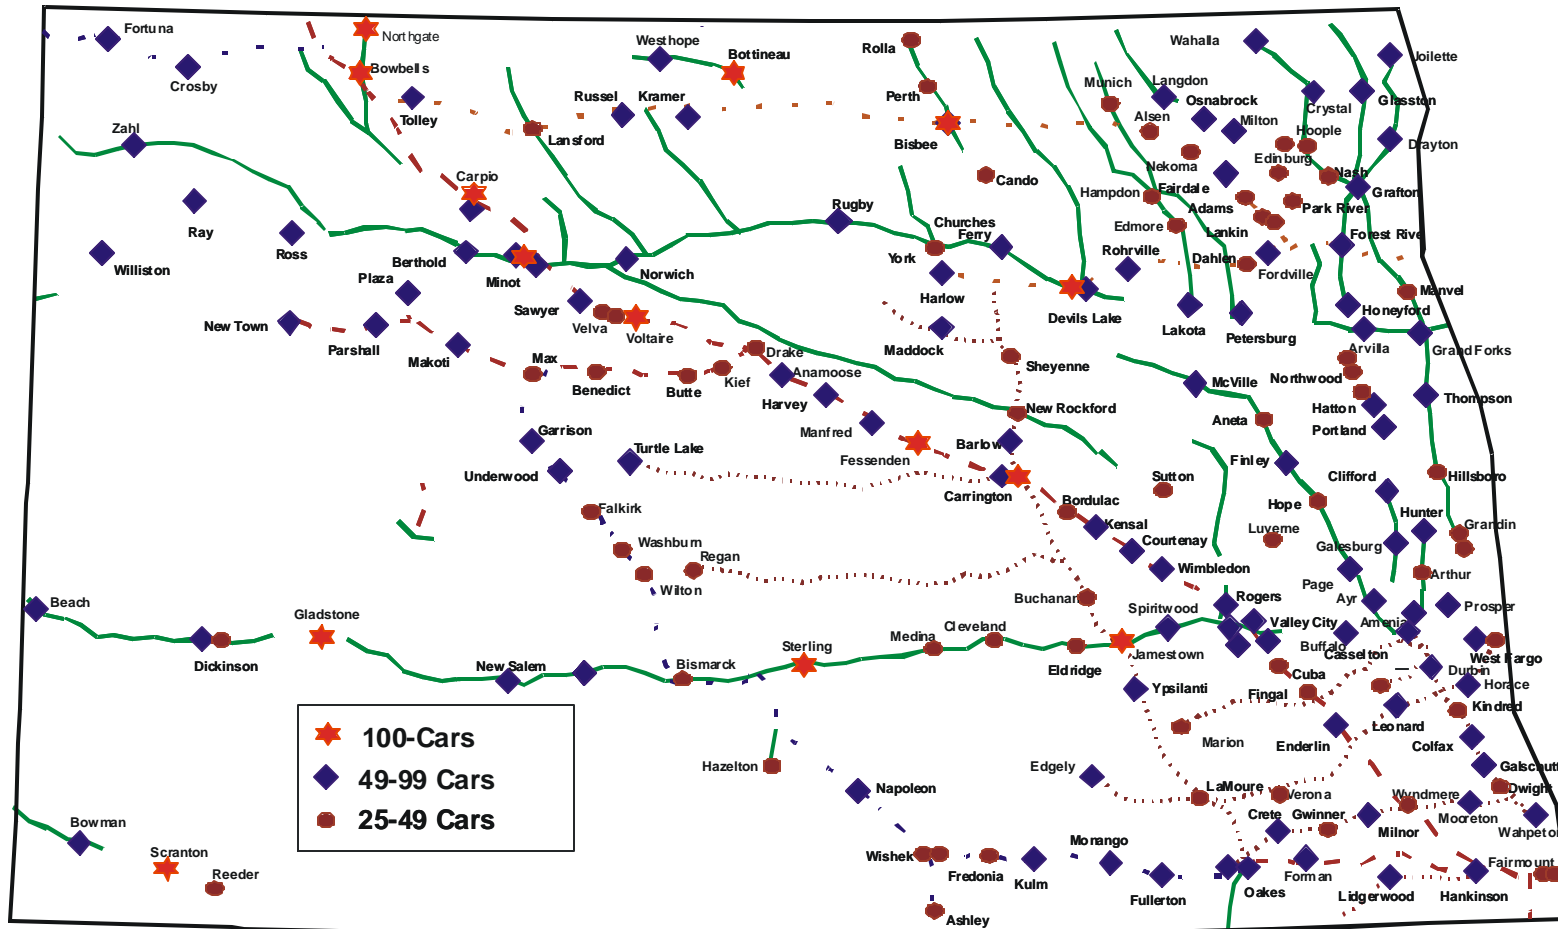 Fortuna
Northgate
Westhope
Rolla
Wahalla
Joilette
Bowbells
Bottineau
Crosby
Munich
Langdon
Russel
Kramer
Perth
Osnabrock
Crystal
Glasston
Tolley
Alsen
Milton
Zahl
Lansford
Bisbee
Hoople
Drayton
Edinburg
Nekoma
Nash
Carpio
Cando
Hampdon
Fairdale
Grafton
Rugby
Adams
Park River
Ray
Churches
Ferry
Edmore
Lankin
Forest River
Ross
York
Rohrville
Dahlen
Williston
Berthold
Norwich
Fordville
Plaza
Minot
Harlow
Manvel
Sawyer
Devils Lake
Lakota
Honeyford
New Town
Velva
Voltaire
Petersburg
Parshall
Makoti
Maddock
Arvilla
Grand Forks
Drake
Max
Sheyenne
Benedict
Butte
Kief
Anamoose
McVille
Northwood
Harvey
New Rockford
Hatton
Thompson
Aneta
Garrison
Manfred
Portland
Turtle Lake
Barlow
Underwood
Fessenden
Finley
Clifford
Carrington
Sutton
Hillsboro
Falkirk
Bordulac
Hope
Hunter
Kensal
Luverne
Grandin
Washburn
Regan
Courtenay
Galesburg
Wilton
Wimbledon
Page
Arthur
Beach
Buchanan
Rogers
Ayr
Prosper
Gladstone
Spiritwood
Valley City
Amenia
Cleveland
Medina
Buffalo
Casselton
Dickinson
Sterling
Jamestown
West Fargo
New Salem
Bismarck
Eldridge
Cuba
Durbin
Ypsilanti
Fingal
Horace
Kindred
100-Cars
Marion
Enderlin
Leonard
Colfax
Hazelton
Edgely
Galschutt
49-99 Cars
Napoleon
LaMoure
Verona
Wyndmere
Dwight
25-49 Cars
Crete
Gwinner
Milnor
Mooreton
Wahpeton
Bowman
Scranton
Monango
Wishek
Fairmount
Reeder
Fredonia
Kulm
Forman
Fullerton
Oakes
Lidgerwood
Hankinson
Ashley